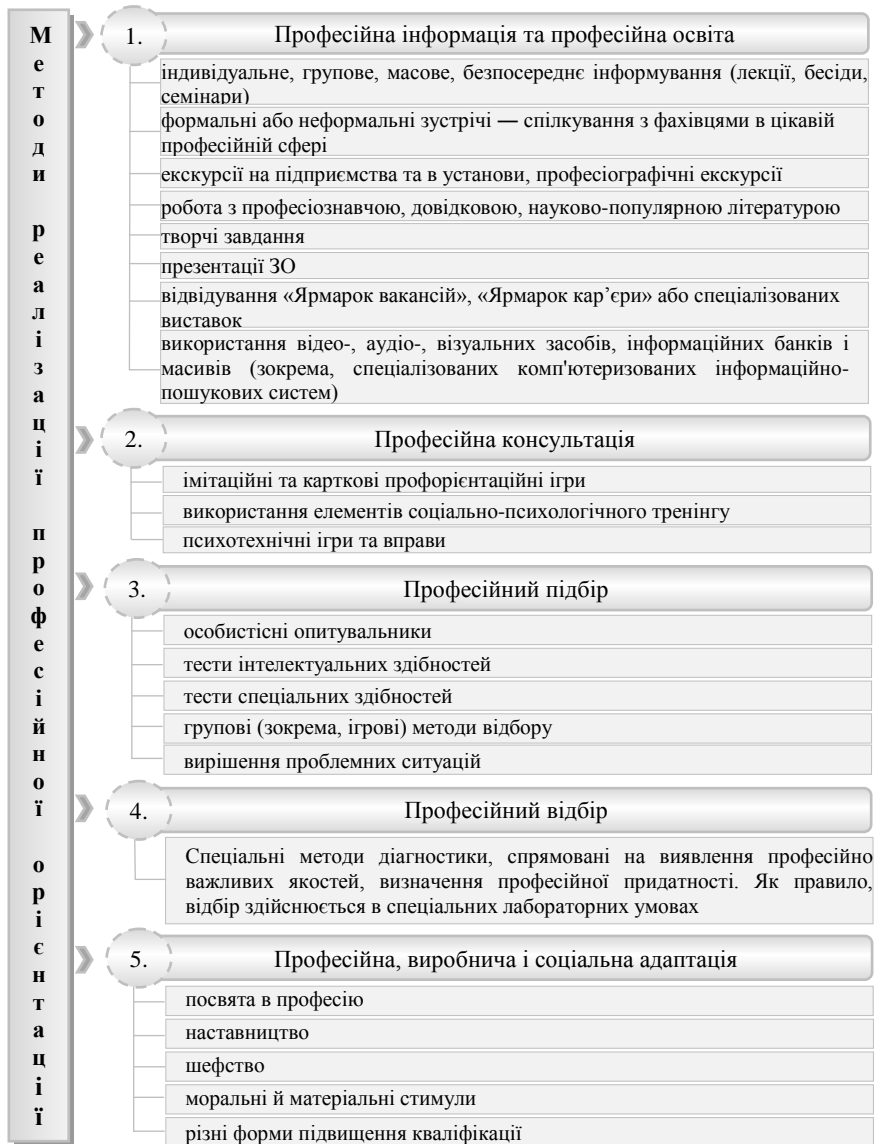 Методи реалізації професійної орієнтації
1. Професійна інформація та професійна освіта
індивідуальне, групове, масове, безпосереднє інформування (лекції, бесіди,
семінари)
формальні або неформальні зустрічі — спілкування з фахівцями в цікавій
професійній сфері
екскурсії на підприємства та в установи, професіографічні екскурсії
робота з професіознавчою, довідковою, науково-популярною літературою
творчі завдання
презентації ЗО
відвідування «Ярмарок вакансій», «Ярмарок кар’єри» або спеціалізованих
виставок
використання відео-, аудіо-, візуальних засобів, інформаційних банків і
масивів (зокрема, спеціалізованих комп'ютеризованих інформаційно-
пошукових систем)
2. Професійна консультація
імітаційні та карткові профорієнтаційні ігри
використання елементів соціально-психологічного тренінгу
психотехнічні ігри та вправи
3. Професійний підбір
особистісні опитувальники
тести інтелектуальних здібностей
тести спеціальних здібностей
групові (зокрема, ігрові) методи відбору
вирішення проблемних ситуацій
4. Професійний відбір
Спеціальні методи діагностики, спрямовані на виявлення професійно
важливих якостей, визначення професійної придатності. Як правило,
відбір здійснюється в спеціальних лабораторних умовах
5. Професійна, виробнича і соціальна адаптація
посвята в професію
наставництво
шефство
моральні й матеріальні стимули
різні форми підвищення кваліфікації